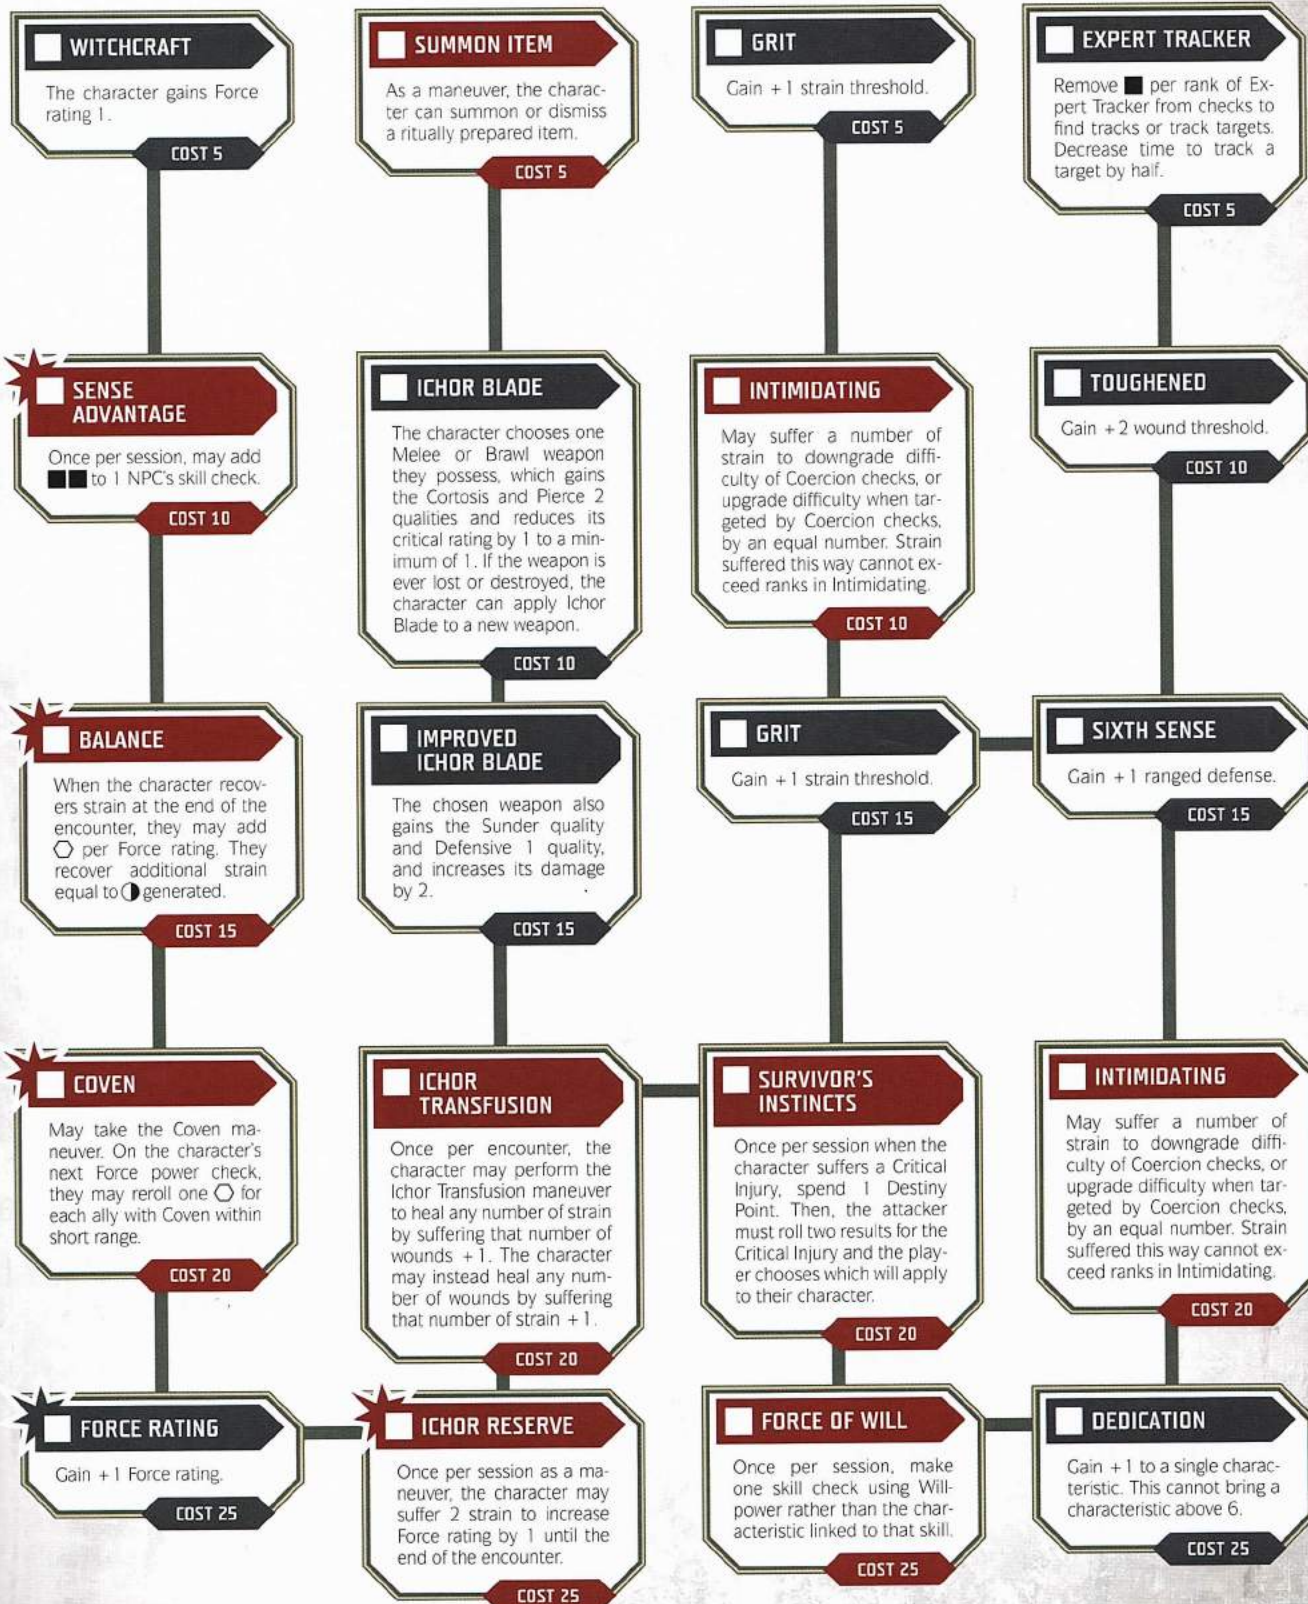 WITCHCRAFT
The character gains Force
rating 1.
COST 5
SUMMON ITEM
As a maneuver, the charac-
ter can summon or dismiss
a ritually prepared item.
COST 5
GRIT
Gain +1 strain threshold.
COST 5
EXPERT TRACKER
Remove ■ per rank of Ex-
pert Tracker from checks to
find tracks or track targets.
Decrease time to track a
target by half.
COST 5
SENSE
ADVANTAGE
Once per session, may add
■■ to 1 NPC's skill check.
COST 10
ICHOR BLADE
The character chooses one
Melee or Brawl weapon
they possess, which gains
the Cortosis and Pierce 2
qualities and reduces its
critical rating by 1 to a min-
imum of 1. If the weapon is
ever lost or destroyed, the
character can apply Ichor
Blade to a new weapon.
COST 10
INTIMIDATING
May suffer a number of
strain to downgrade diffi-
culty of Coercion checks, or
upgrade difficulty when tar-
geted by Coercion checks,
by an equal number. Strain
suffered this way cannot ex-
ceed ranks in Intimidating.
COST 10
TOUGHENED
Gain +2 wound threshold.
COST 10
BALANCE
When the character recov-
ers strain at the end of the
encounter, they may add
⬡ per Force rating. They
recover additional strain
equal to ◑ generated.
COST 15
IMPROVED
ICHOR BLADE
The chosen weapon also
gains the Sunder quality
and Defensive 1 quality,
and increases its damage
by 2.
COST 15
GRIT
Gain +1 strain threshold.
COST 15
SIXTH SENSE
Gain +1 ranged defense.
COST 15
COVEN
May take the Coven ma-
neuver. On the character's
next Force power check,
they may reroll one ⬡ for
each ally with Coven within
short range.
COST 20
ICHOR
TRANSFUSION
Once per encounter, the
character may perform the
Ichor Transfusion maneuver
to heal any number of strain
by suffering that number of
wounds +1. The character
may instead heal any num-
ber of wounds by suffering
that number of strain +1.
COST 20
SURVIVOR'S
INSTINCTS
Once per session when the
character suffers a Critical
Injury, spend 1 Destiny
Point. Then, the attacker
must roll two results for the
Critical Injury and the play-
er chooses which will apply
to their character.
COST 20
INTIMIDATING
May suffer a number of
strain to downgrade diffi-
culty of Coercion checks, or
upgrade difficulty when tar-
geted by Coercion checks,
by an equal number. Strain
suffered this way cannot ex-
ceed ranks in Intimidating.
COST 20
FORCE RATING
Gain +1 Force rating.
COST 25
ICHOR RESERVE
Once per session as a ma-
neuver, the character may
suffer 2 strain to increase
Force rating by 1 until the
end of the encounter.
COST 25
FORCE OF WILL
Once per session, make
one skill check using Will-
power rather than the char-
acteristic linked to that skill.
COST 25
DEDICATION
Gain +1 to a single charac-
teristic. This cannot bring a
characteristic above 6.
COST 25